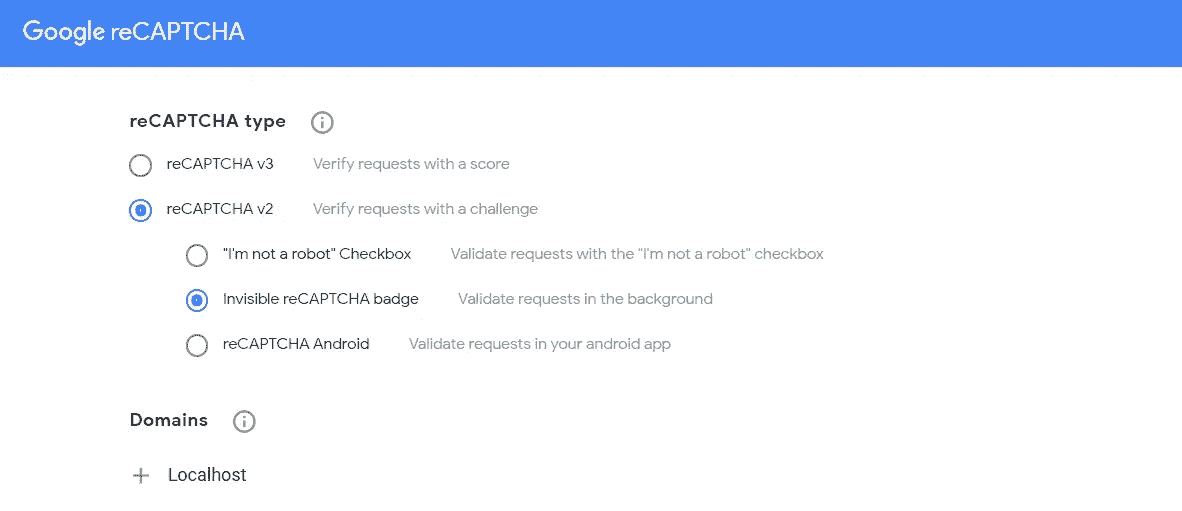 Google reCAPTCHA
reCAPTCHA type
reCAPTCHA v3 Verify requests with a score
reCAPTCHA v2 Verify requests with a challenge
"I'm not a robot" Checkbox Validate requests with the "I'm not a robot" checkbox
Invisible reCAPTCHA badge Validate requests in the background
reCAPTCHA Android Validate requests in your android app
Domains
Localhost